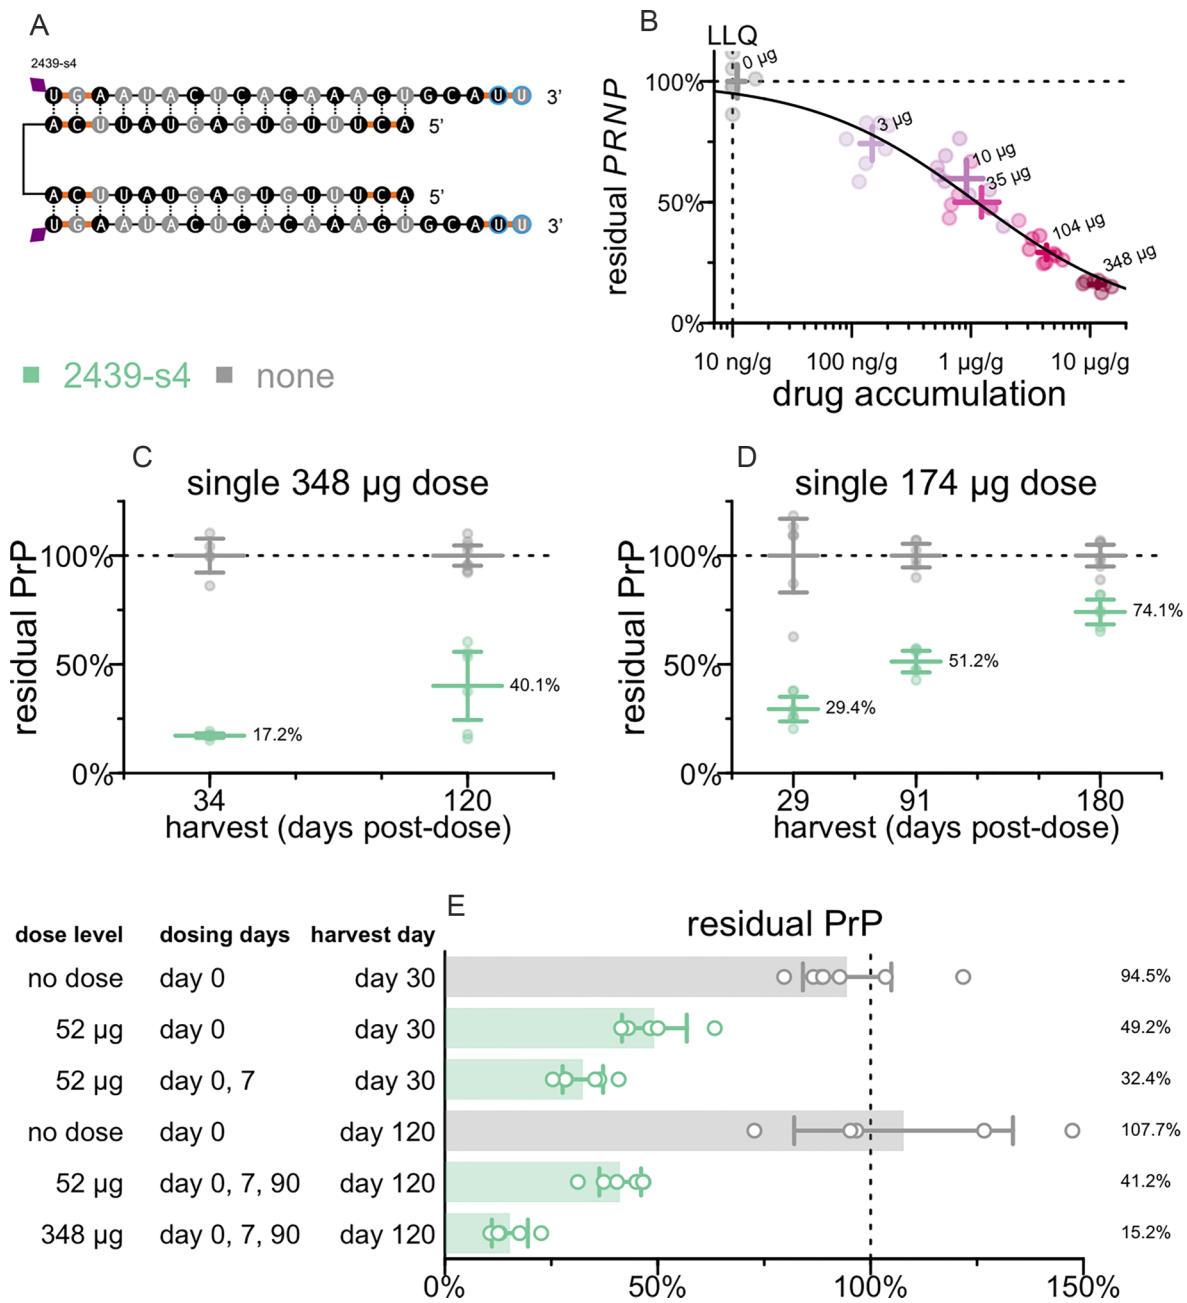 A
2439-s4
U G A A U A C U C A C A A A G U G C A U U 3'
A C U U A U G A G U G U U U C A 5'
A C U U A U G A G U G U U U C A 5'
U G A A U A C U C A C A A A G U G C A U U 3'
2439-s4 none
B
LLQ
residual PRNP
100%
50%
0%
0 µg
3 µg
10 µg
35 µg
104 µg
348 µg
10 ng/g 100 ng/g 1 µg/g 10 µg/g
drug accumulation
C
single 348 µg dose
residual PrP
100%
50%
0%
40.1%
17.2%
34 120
harvest (days post-dose)
D
single 174 µg dose
residual PrP
100%
50%
0%
74.1%
51.2%
29.4%
29 91 180
harvest (days post-dose)
E
residual PrP
dose level dosing days harvest day
no dose day 0 day 30 94.5%
52 µg day 0 day 30 49.2%
52 µg day 0, 7 day 30 32.4%
no dose day 0 day 120 107.7%
52 µg day 0, 7, 90 day 120 41.2%
348 µg day 0, 7, 90 day 120 15.2%
0% 50% 100% 150%